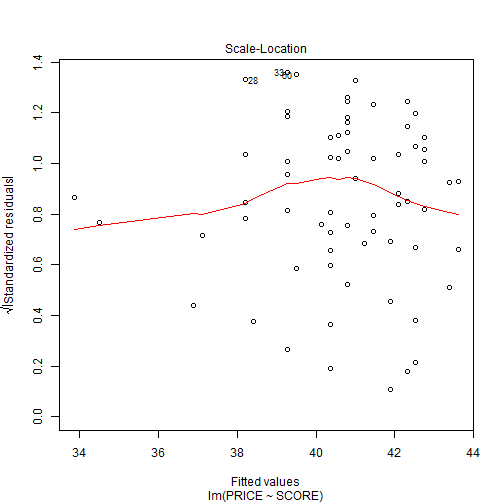 Scale-Location
√|Standardized residuals|
1.4
1.2
1.0
0.8
0.6
0.4
0.2
0.0
28
33
60
34 36 38 40 42 44
Fitted values
lm(PRICE ~ SCORE)